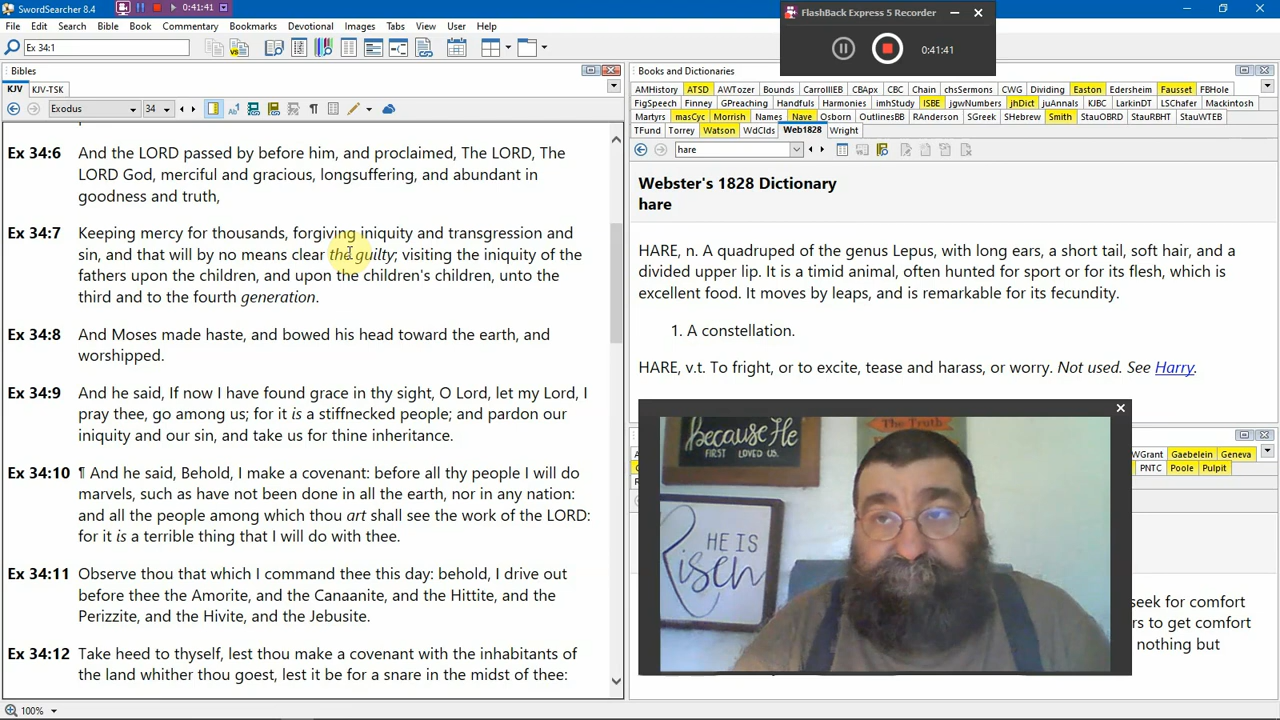 SwordSearcher 8.4
41:41
FlashBack Express 5 Recorder
0:41:41
File Edit Search Bible Book Commentary Bookmarks Devotional Images Tabs View User Help
Ex 34:1
VS
Bibles
KJV KJV-TSK
Exodus 34
Ex 34:6 And the LORD passed by before him, and proclaimed, The LORD, The
LORD God, merciful and gracious, longsuffering, and abundant in
goodness and truth,
Ex 34:7 Keeping mercy for thousands, forgiving iniquity and transgression and
sin, and that will by no means clear the guilty; visiting the iniquity of the
fathers upon the children, and upon the children's children, unto the
third and to the fourth generation.
Ex 34:8 And Moses made haste, and bowed his head toward the earth, and
worshipped.
Ex 34:9 And he said, If now I have found grace in thy sight, O Lord, let my Lord, I
pray thee, go among us; for it is a stiffnecked people; and pardon our
iniquity and our sin, and take us for thine inheritance.
Ex 34:10 ¶ And he said, Behold, I make a covenant: before all thy people I will do
marvels, such as have not been done in all the earth, nor in any nation:
and all the people among which thou art shall see the work of the LORD:
for it is a terrible thing that I will do with thee.
Ex 34:11 Observe thou that which I command thee this day: behold, I drive out
before thee the Amorite, and the Canaanite, and the Hittite, and the
Perizzite, and the Hivite, and the Jebusite.
Ex 34:12 Take heed to thyself, lest thou make a covenant with the inhabitants of
the land whither thou goest, lest it be for a snare in the midst of thee:
100%
Books and Dictionaries
AMHistory ATSD AWTozer Bounds CarrollEB CBApx CBC Chain chsSermons CWG Dividing Easton Edersheim Fausset FBHole
FigSpeech Finney GPreaching Handfuls Harmonies imhStudy ISBE jgwNumbers jhDict juAnnals KJBC LarkinDT LSChafer Mackintosh
Martyrs masCyc Morrish Names Nave Osborn OutlinesBB RAnderson SGreek SHebrew Smith StauOBRD StauRBHT StauWTEB
TFund Torrey Watson WdClds Web1828 Wright
hare
Webster's 1828 Dictionary
hare
HARE, n. A quadruped of the genus Lepus, with long ears, a short tail, soft hair, and a
divided upper lip. It is a timid animal, often hunted for sport or for its flesh, which is
excellent food. It moves by leaps, and is remarkable for its fecundity.
1. A constellation.
HARE, v.t. To fright, or to excite, tease and harass, or worry. Not used. See Harry.
WGrant Gaebelein Geneva
PNTC Poole Pulpit
because He
FIRST LOVED US.
The Truth
HE IS
Risen
seek for comfort
rs to get comfort
nothing but